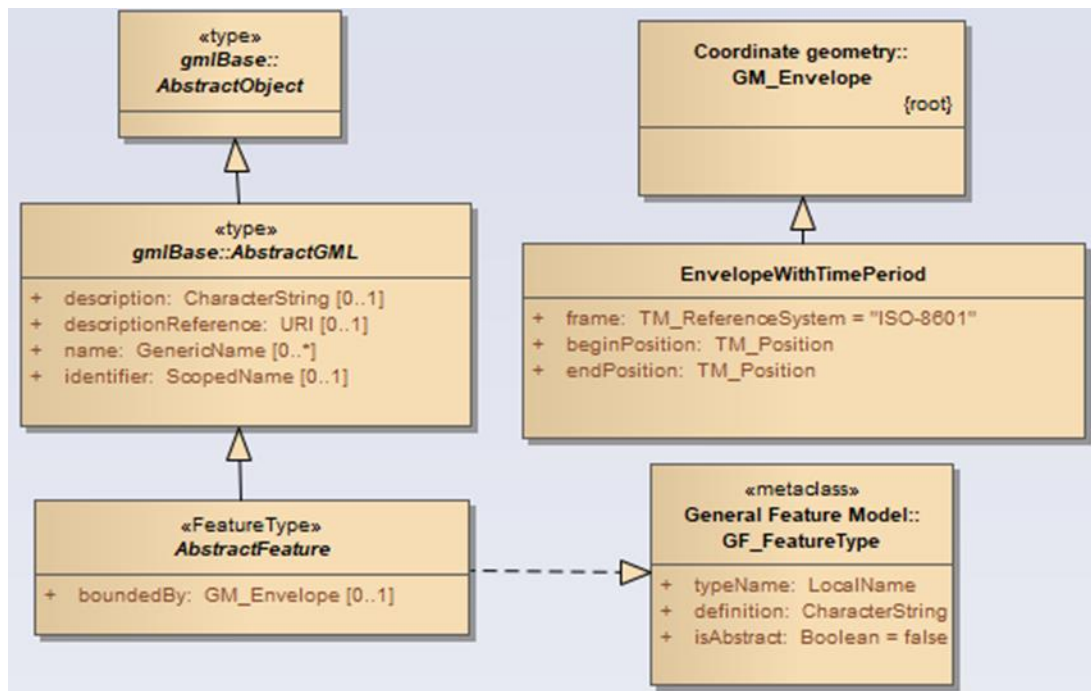 «type»
gmlBase::
AbstractObject
«type»
gmlBase::AbstractGML
+ description: CharacterString [0..1]
+ descriptionReference: URI [0..1]
+ name: GenericName [0..*]
+ identifier: ScopedName [0..1]
«FeatureType»
AbstractFeature
+ boundedBy: GM_Envelope [0..1]
Coordinate geometry::
GM_Envelope
{root}
EnvelopeWithTimePeriod
+ frame: TM_ReferenceSystem = "ISO-8601"
+ beginPosition: TM_Position
+ endPosition: TM_Position
«metaclass»
General Feature Model::
GF_FeatureType
+ typeName: LocalName
+ definition: CharacterString
+ isAbstract: Boolean = false